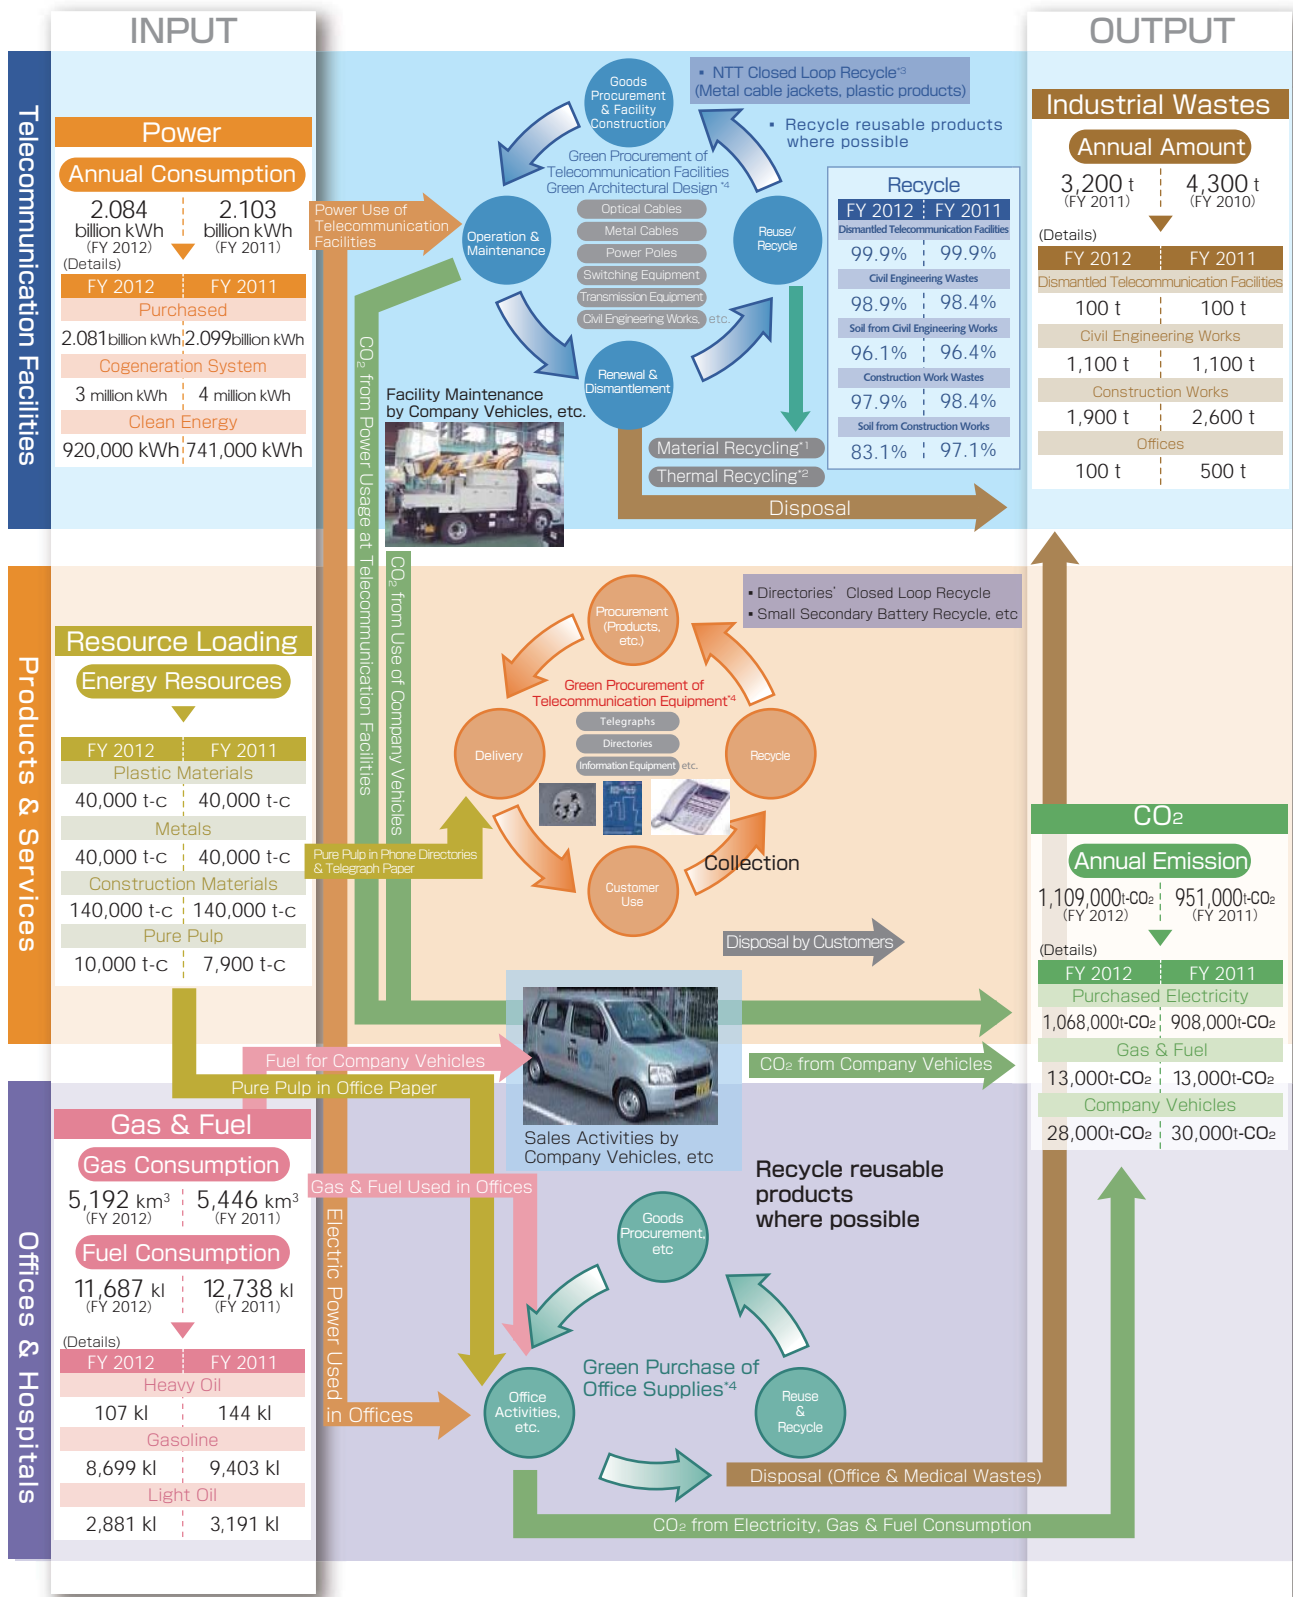 INPUT
OUTPUT
Telecommunication Facilities
Power
Annual Consumption
2.084 2.103
billion kWh billion kWh
(FY 2012) (FY 2011)
(Details)
FY 2012 FY 2011
Purchased
2.081 billion kWh 2.099 billion kWh
Cogeneration System
3 million kWh 4 million kWh
Clean Energy
920,000 kWh 741,000 kWh
Power Use of
Telecommunication
Facilities
Goods
Procurement
& Facility
Construction
Green Procurement of
Telecommunication Facilities
Green Architectural Design*4
Optical Cables
Metal Cables
Power Poles
Switching Equipment
Transmission Equipment
Civil Engineering Works, etc.
Operation &
Maintenance
Reuse/
Recycle
Renewal &
Dismantlement
▪ NTT Closed Loop Recycle*3
(Metal cable jackets, plastic products)
▪ Recycle reusable products
where possible
Recycle
FY 2012 FY 2011
Dismantled Telecommunication Facilities
99.9% 99.9%
Civil Engineering Wastes
98.9% 98.4%
Soil from Civil Engineering Works
96.1% 96.4%
Construction Work Wastes
97.9% 98.4%
Soil from Construction Works
83.1% 97.1%
Facility Maintenance
by Company Vehicles, etc.
Material Recycling*1
Thermal Recycling*2
Disposal
CO2 from Power Usage at Telecommunication Facilities
CO2 from Use of Company Vehicles
Industrial Wastes
Annual Amount
3,200 t 4,300 t
(FY 2011) (FY 2010)
(Details)
FY 2012 FY 2011
Dismantled Telecommunication Facilities
100 t 100 t
Civil Engineering Works
1,100 t 1,100 t
Construction Works
1,900 t 2,600 t
Offices
100 t 500 t
Products & Services
Resource Loading
Energy Resources
FY 2012 FY 2011
Plastic Materials
40,000 t-c 40,000 t-c
Metals
40,000 t-c 40,000 t-c
Construction Materials
140,000 t-c 140,000 t-c
Pure Pulp
10,000 t-c 7,900 t-c
Pure Pulp in Phone Directories
& Telegraph Paper
Procurement
(Products,
etc.)
▪ Directories' Closed Loop Recycle
▪ Small Secondary Battery Recycle, etc
Green Procurement of
Telecommunication Equipment*4
Telegraphs
Directories
Information Equipment etc.
Delivery
Recycle
Customer
Use
Collection
Disposal by Customers
CO2
Annual Emission
1,109,000t-CO2 951,000t-CO2
(FY 2012) (FY 2011)
(Details)
FY 2012 FY 2011
Purchased Electricity
1,068,000t-CO2 908,000t-CO2
Gas & Fuel
13,000t-CO2 13,000t-CO2
Company Vehicles
28,000t-CO2 30,000t-CO2
Fuel for Company Vehicles
Pure Pulp in Office Paper
CO2 from Company Vehicles
Sales Activities by
Company Vehicles, etc
Offices & Hospitals
Gas & Fuel
Gas Consumption
5,192 km3 5,446 km3
(FY 2012) (FY 2011)
Fuel Consumption
11,687 kl 12,738 kl
(FY 2012) (FY 2011)
(Details)
FY 2012 FY 2011
Heavy Oil
107 kl 144 kl
Gasoline
8,699 kl 9,403 kl
Light Oil
2,881 kl 3,191 kl
Gas & Fuel Used in Offices
Electric Power Used
in Offices
Recycle reusable
products
where possible
Goods
Procurement,
etc
Green Purchase of
Office Supplies*4
Office
Activities,
etc.
Reuse
&
Recycle
Disposal (Office & Medical Wastes)
CO2 from Electricity, Gas & Fuel Consumption